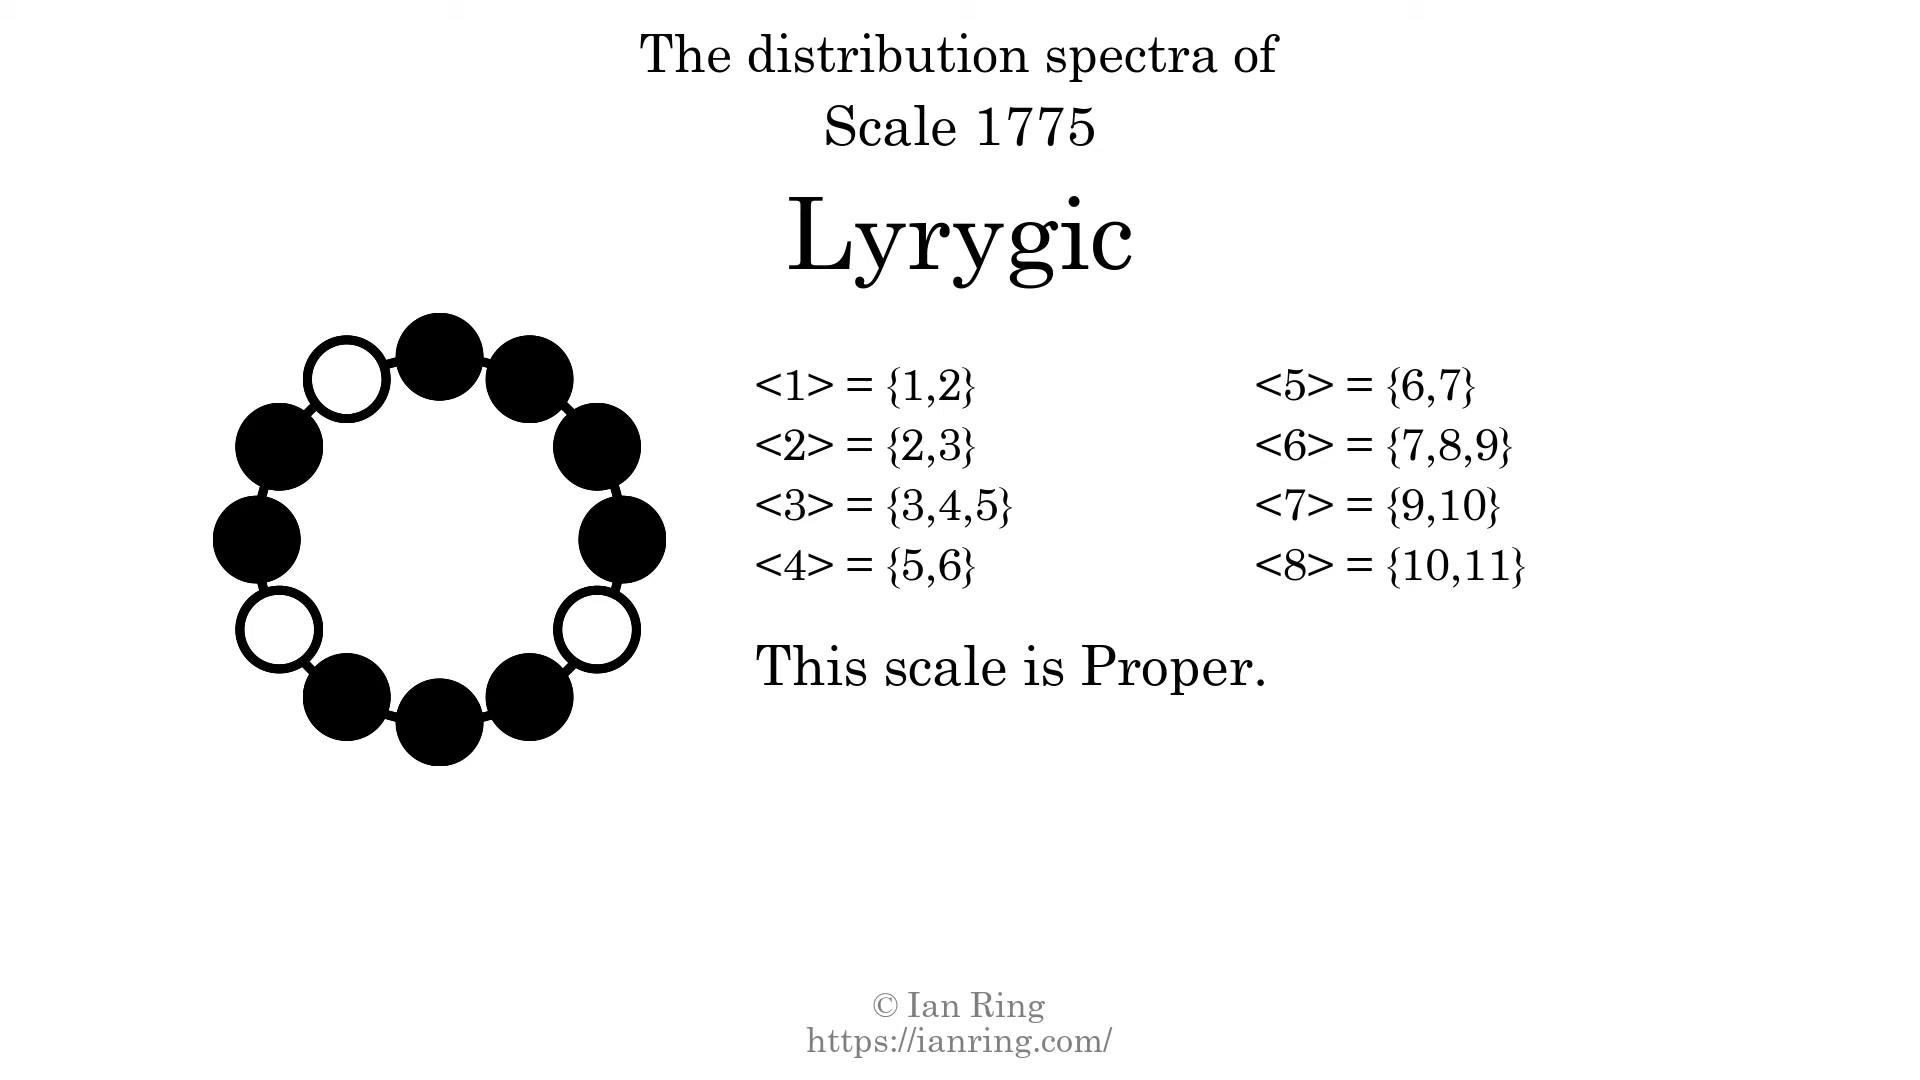 The distribution spectra of
Scale 1775
Lyrygic
<1> = {1,2}
<2> = {2,3}
<3> = {3,4,5}
<4> = {5,6}
<5> = {6,7}
<6> = {7,8,9}
<7> = {9,10}
<8> = {10,11}
This scale is Proper.
© Ian Ring
https://ianring.com/